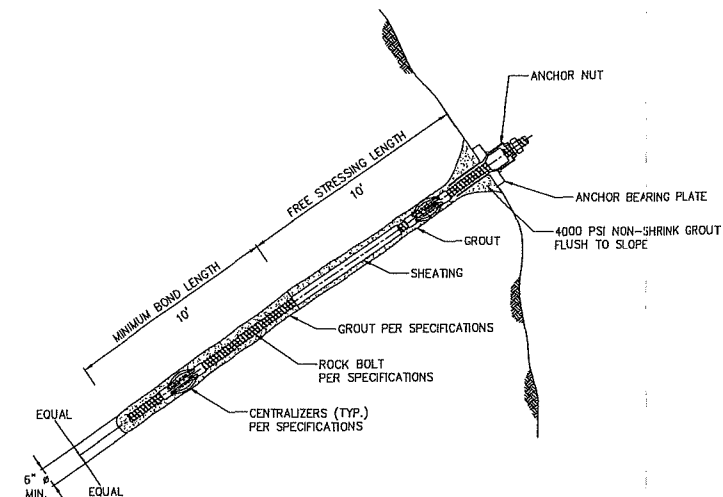 ANCHOR NUT
FREE STRESSING LENGTH
10'
ANCHOR BEARING PLATE
4000 PSI NON-SHRINK GROUT
FLUSH TO SLOPE
GROUT
SHEATING
MINIMUM BOND LENGTH
10'
GROUT PER SPECIFICATIONS
ROCK BOLT
PER SPECIFICATIONS
CENTRALIZERS (TYP.)
PER SPECIFICATIONS
EQUAL
6" ø
MIN.
EQUAL